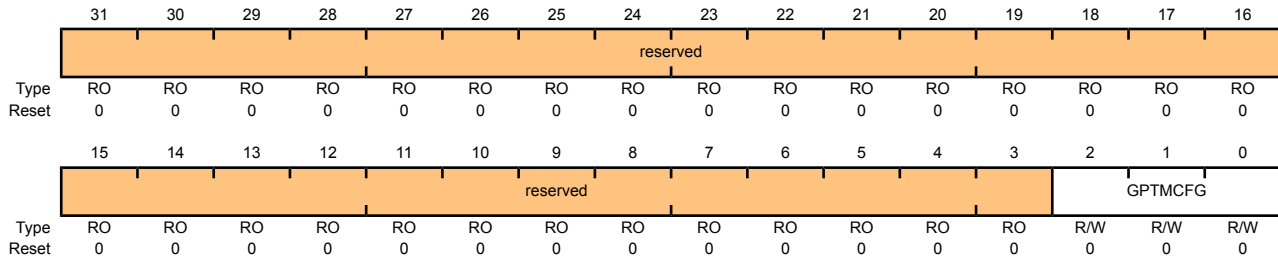 31 30 29 28 27 26 25 24 23 22 21 20 19 18 17 16
reserved
Type RO RO RO RO RO RO RO RO RO RO RO RO RO RO RO RO
Reset 0 0 0 0 0 0 0 0 0 0 0 0 0 0 0 0
15 14 13 12 11 10 9 8 7 6 5 4 3 2 1 0
reserved GPTMCFG
Type RO RO RO RO RO RO RO RO RO RO RO RO RO R/W R/W R/W
Reset 0 0 0 0 0 0 0 0 0 0 0 0 0 0 0 0